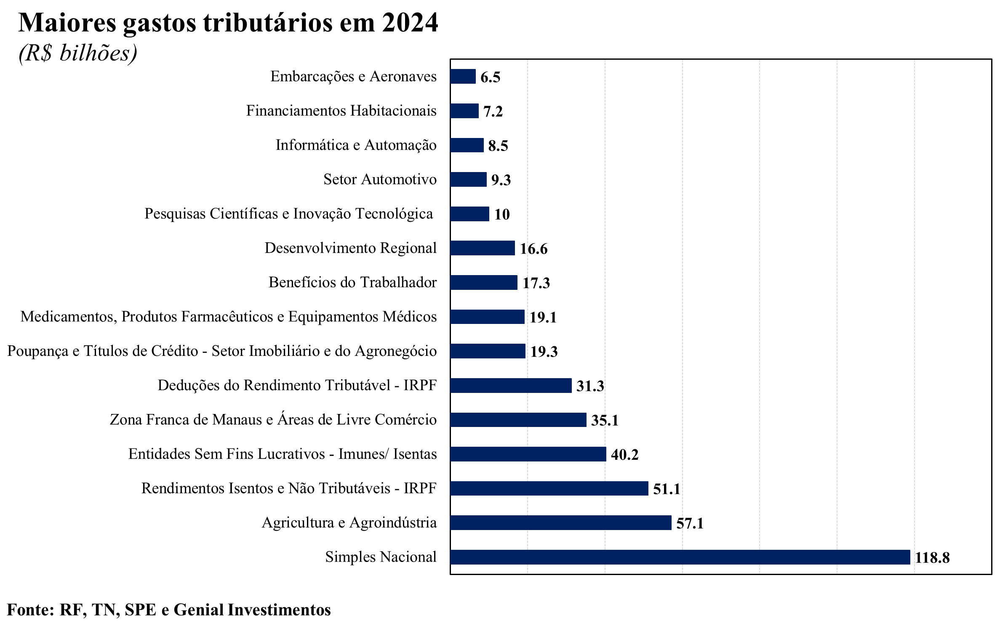 Maiores gastos tributários em 2024
(R$ bilhões)
Embarcações e Aeronaves 6.5
Financiamentos Habitacionais 7.2
Informática e Automação 8.5
Setor Automotivo 9.3
Pesquisas Científicas e Inovação Tecnológica 10
Desenvolvimento Regional 16.6
Benefícios do Trabalhador 17.3
Medicamentos, Produtos Farmacêuticos e Equipamentos Médicos 19.1
Poupança e Títulos de Crédito - Setor Imobiliário e do Agronegócio 19.3
Deduções do Rendimento Tributável - IRPF 31.3
Zona Franca de Manaus e Áreas de Livre Comércio 35.1
Entidades Sem Fins Lucrativos - Imunes/ Isentas 40.2
Rendimentos Isentos e Não Tributáveis - IRPF 51.1
Agricultura e Agroindústria 57.1
Simples Nacional 118.8
Fonte: RF, TN, SPE e Genial Investimentos